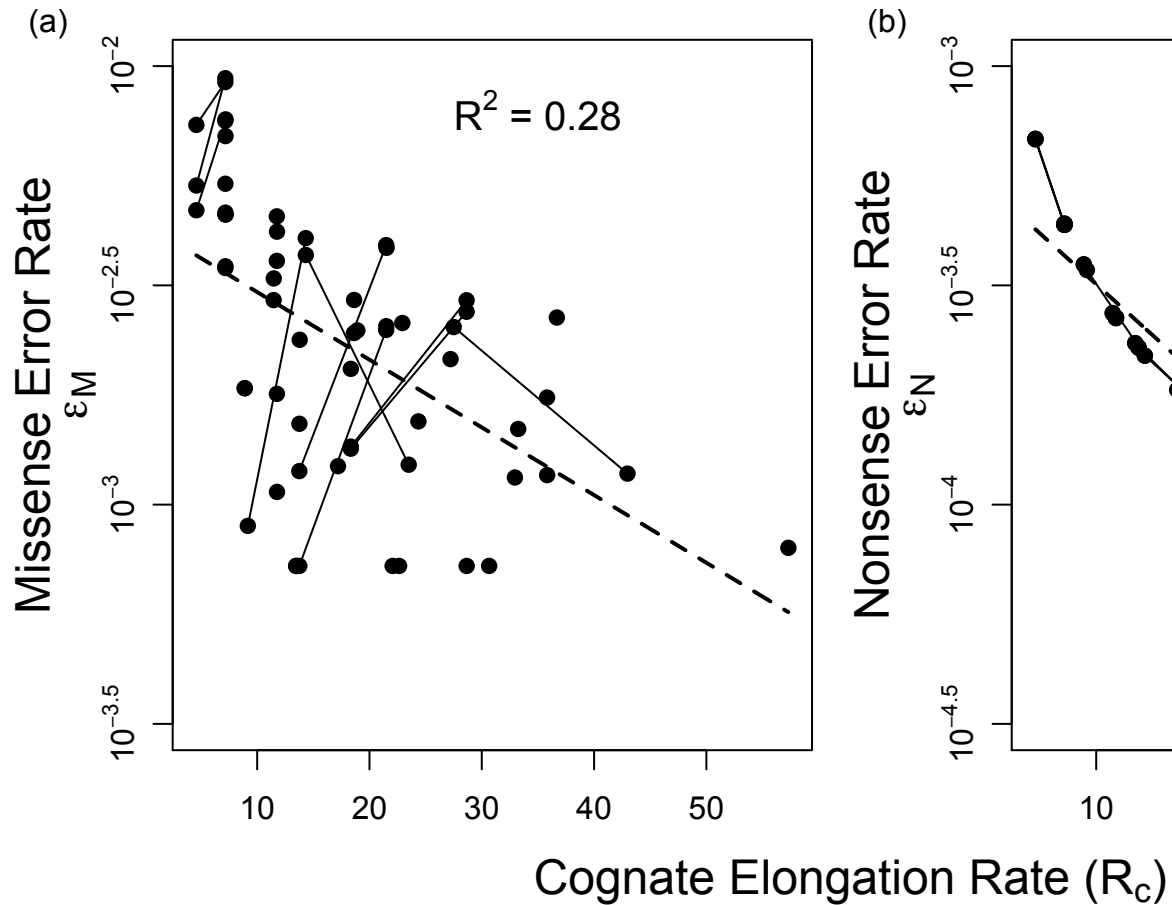 (a)
R² = 0.28
Missense Error Rate
εM
10⁻²
10⁻²·⁵
10⁻³
10⁻³·⁵
10 20 30 40 50
(b)
Nonsense Error Rate
εN
10⁻³
10⁻³·⁵
10⁻⁴
10⁻⁴·⁵
10
Cognate Elongation Rate (Rc)